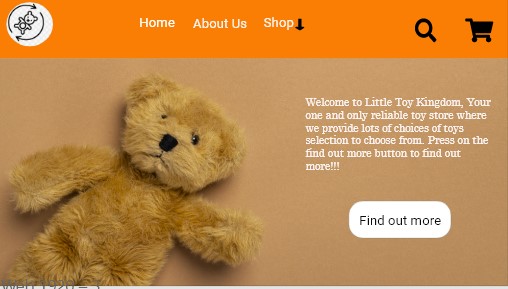 Home About Us Shop
Welcome to Little Toy Kingdom, Your
one and only reliable toy store where
we provide lots of choices of toys
selection to choose from. Press on the
find out more button to find out
more!!!
Find out more